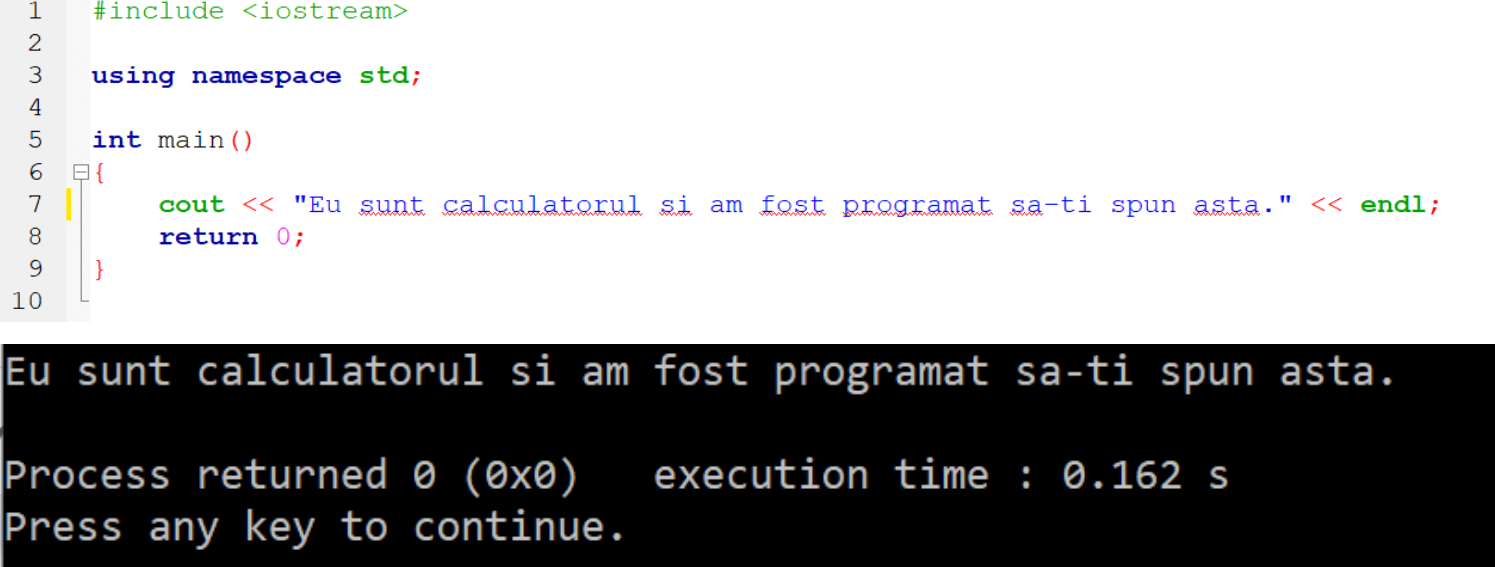 1 #include <iostream>
2
3 using namespace std;
4
5 int main()
6 {
7 cout << "Eu sunt calculatorul si am fost programat sa-ti spun asta." << endl;
8 return 0;
9 }
10
Eu sunt calculatorul si am fost programat sa-ti spun asta.
Process returned 0 (0x0) execution time : 0.162 s
Press any key to continue.